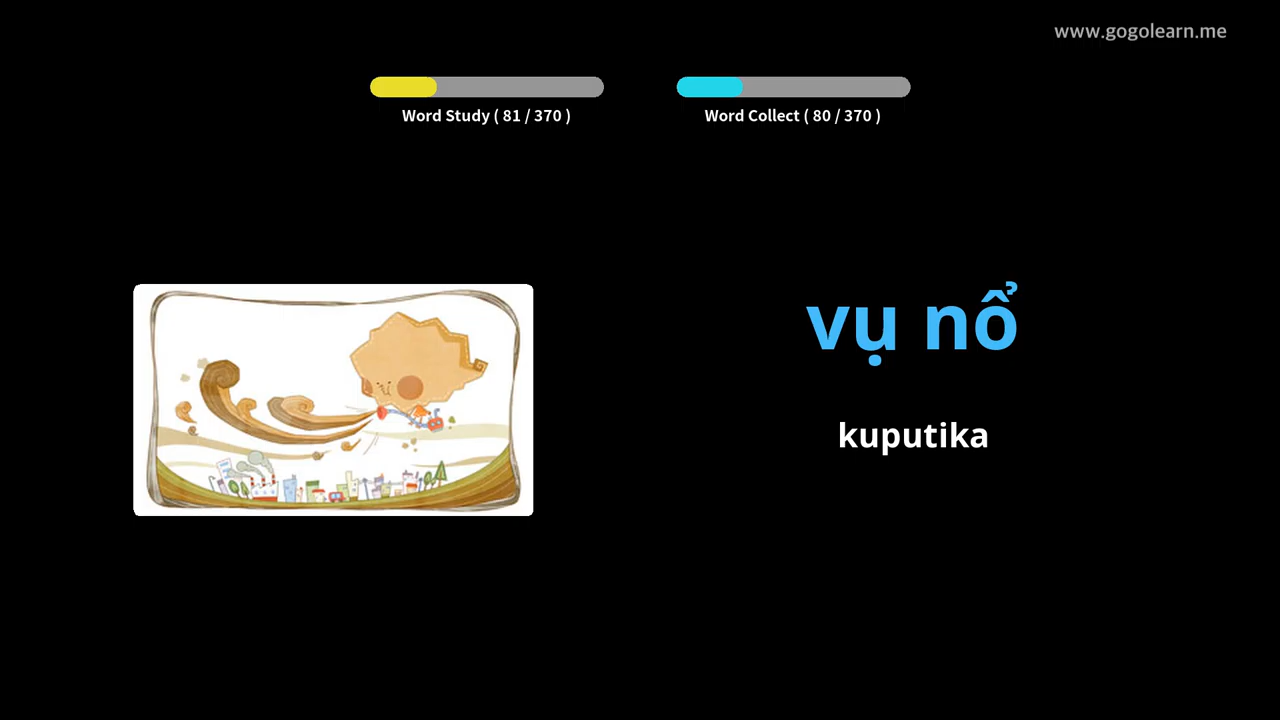 www.gogolearn.me
Word Study ( 81 / 370 )
Word Collect ( 80 / 370 )
vụ nổ
kuputika